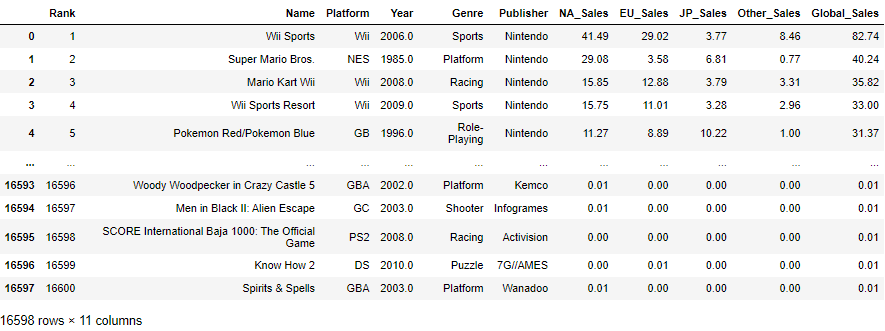 Rank Name Platform Year Genre Publisher NA_Sales EU_Sales JP_Sales Other_Sales Global_Sales
0 1 Wii Sports Wii 2006.0 Sports Nintendo 41.49 29.02 3.77 8.46 82.74
1 2 Super Mario Bros. NES 1985.0 Platform Nintendo 29.08 3.58 6.81 0.77 40.24
2 3 Mario Kart Wii Wii 2008.0 Racing Nintendo 15.85 12.88 3.79 3.31 35.82
3 4 Wii Sports Resort Wii 2009.0 Sports Nintendo 15.75 11.01 3.28 2.96 33.00
4 5 Pokemon Red/Pokemon Blue GB 1996.0 Role-
Playing Nintendo 11.27 8.89 10.22 1.00 31.37
... ... ... ... ... ... ... ... ... ... ... ...
16593 16596 Woody Woodpecker in Crazy Castle 5 GBA 2002.0 Platform Kemco 0.01 0.00 0.00 0.00 0.01
16594 16597 Men in Black II: Alien Escape GC 2003.0 Shooter Infogrames 0.01 0.00 0.00 0.00 0.01
16595 16598 SCORE International Baja 1000: The Official
Game PS2 2008.0 Racing Activision 0.00 0.00 0.00 0.00 0.01
16596 16599 Know How 2 DS 2010.0 Puzzle 7G//AMES 0.00 0.01 0.00 0.00 0.01
16597 16600 Spirits & Spells GBA 2003.0 Platform Wanadoo 0.01 0.00 0.00 0.00 0.01
16598 rows × 11 columns